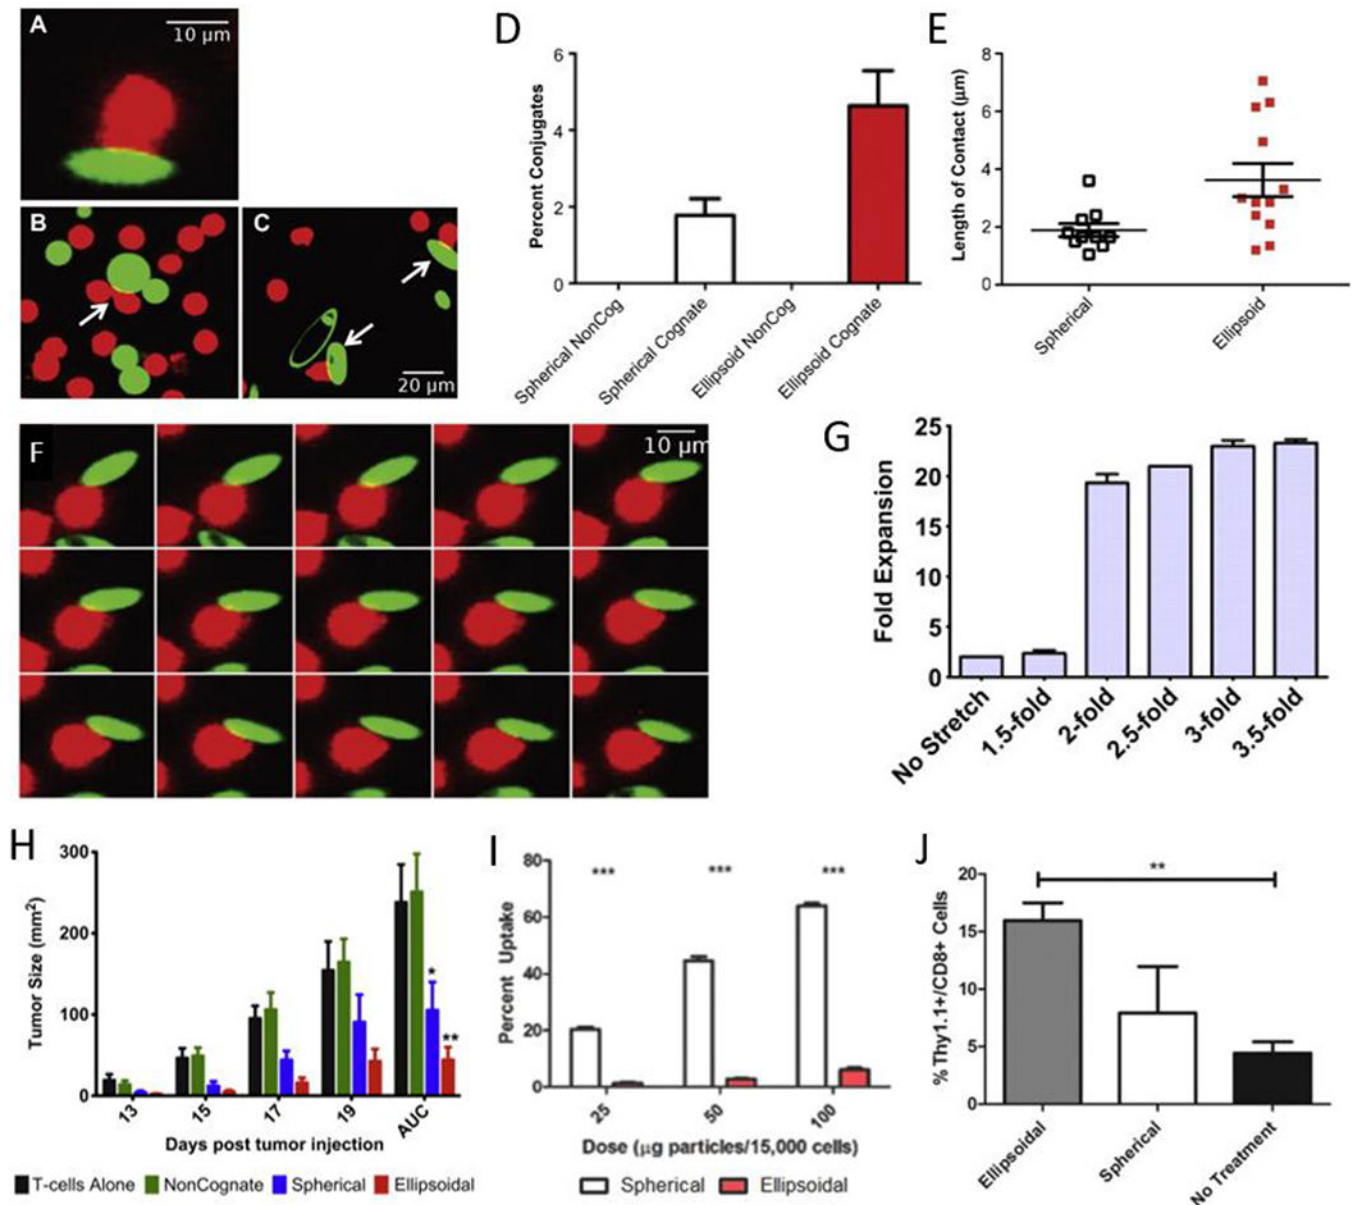 A
10 µm
B
C
20 µm
D
6
4
2
0
Percent Conjugates
Spherical NonCog
Spherical Cognate
Ellipsoid NonCog
Ellipsoid Cognate
E
8
6
4
2
0
Length of Contact (µm)
Spherical
Ellipsoid
F
10 µm
G
25
20
15
10
5
0
Fold Expansion
No Stretch
1.5-fold
2-fold
2.5-fold
3-fold
3.5-fold
H
300
200
100
0
Tumor Size (mm²)
*
**
13
15
17
19
AUC
Days post tumor injection
T-cells Alone NonCognate Spherical Ellipsoidal
I
80
60
40
20
0
Percent Uptake
*** *** ***
25
50
100
Dose (µg particles/15,000 cells)
Spherical Ellipsoidal
J
20
15
10
5
0
% Thy1.1+/CD8+ Cells
**
Ellipsoidal
Spherical
No Treatment